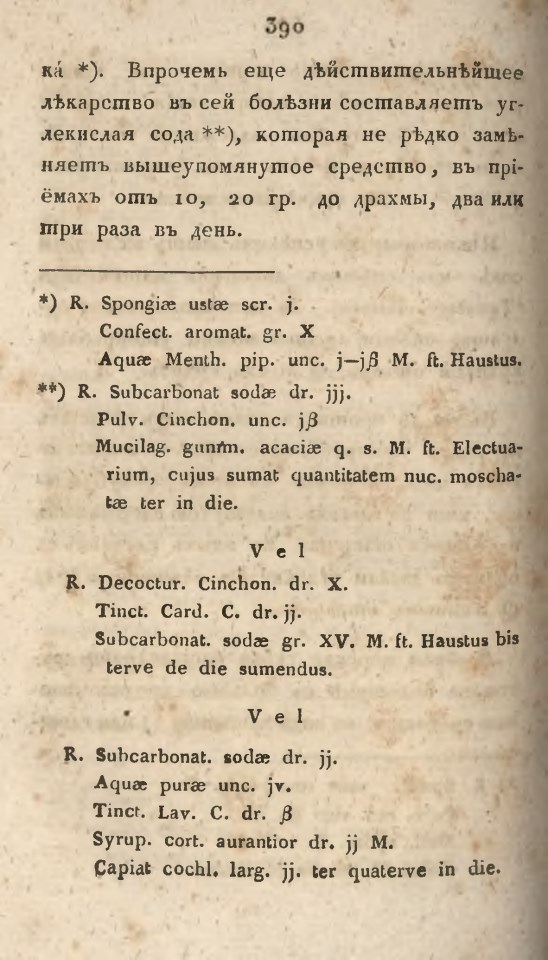 390
ка́ *). Впрочемъ еще дѣйствительнѣйшее
лѣкарство въ сей болѣзни составляетъ уг-
лекислая сода **), которая не рѣдко замѣ-
няетъ вышеупомянутое средство, въ прі-
ёмахъ отъ 10, 20 гр. до драхмы, два или
три раза въ день.
*) R. Spongiæ ustæ scr. j.
Confect. aromat. gr. X
Aquæ Menth. pip. unc. j—jβ M. ft. Haustus.
**) R. Subcarbonat sodæ dr. jjj.
Pulv. Cinchon. unc. jβ
Mucilag. gumm. acaciæ q. s. M. ft. Electua-
rium, cujus sumat quantitatem nuc. moscha-
tæ ter in die.
Vel
R. Decoctur. Cinchon. dr. X.
Tinct. Card. C. dr. jj.
Subcarbonat. sodæ gr. XV. M. ft. Haustus bis
terve de die sumendus.
Vel
R. Subcarbonat. sodæ dr. jj.
Aquæ puræ unc. jv.
Tinct. Lav. C. dr. β
Syrup. cort. aurantior dr. jj M.
Capiat cochl. larg. jj. ter quaterve in die.